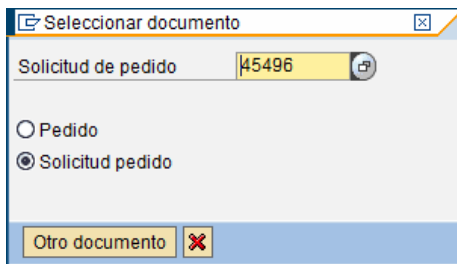 Seleccionar documento
Solicitud de pedido 45496
Pedido
Solicitud pedido
Otro documento